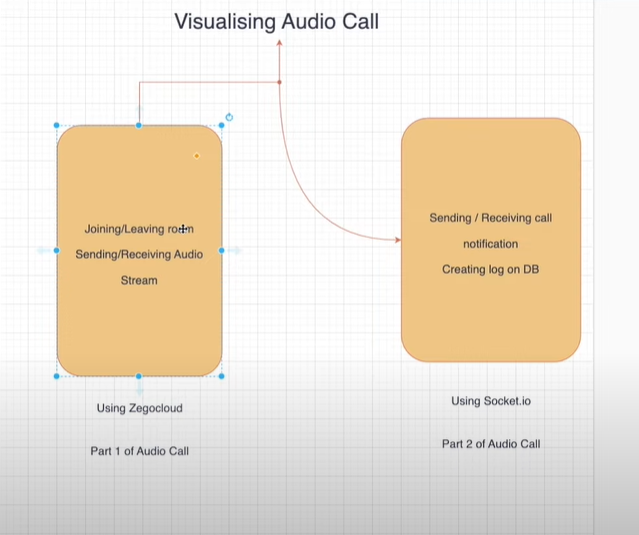 Visualising Audio Call
Joining/Leaving room
Sending/Receiving Audio
Stream
Sending / Receiving call
notification
Creating log on DB
Using Zegocloud
Part 1 of Audio Call
Using Socket.io
Part 2 of Audio Call